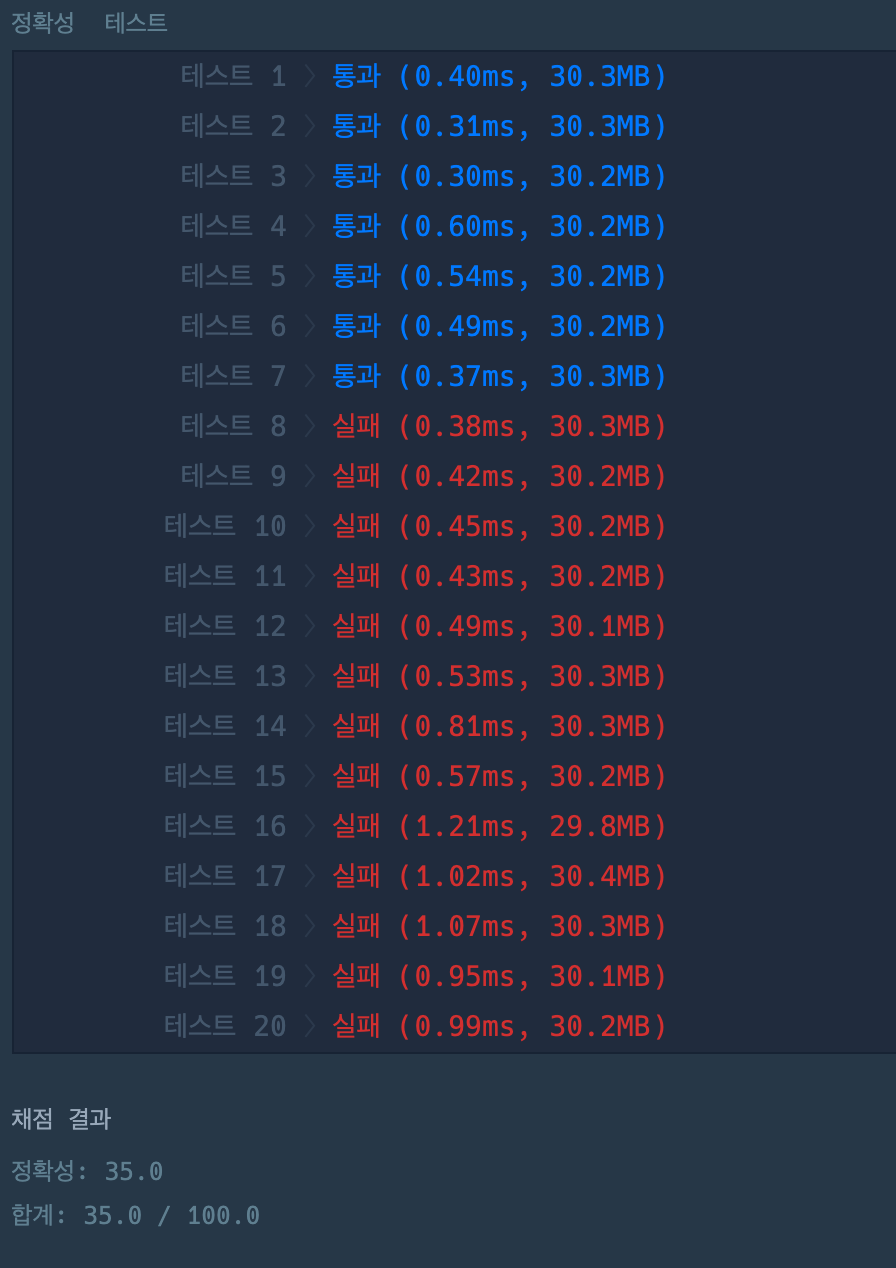 정확성 테스트
테스트 1 > 통과 (0.40ms, 30.3MB)
테스트 2 > 통과 (0.31ms, 30.3MB)
테스트 3 > 통과 (0.30ms, 30.2MB)
테스트 4 > 통과 (0.60ms, 30.2MB)
테스트 5 > 통과 (0.54ms, 30.2MB)
테스트 6 > 통과 (0.49ms, 30.2MB)
테스트 7 > 통과 (0.37ms, 30.3MB)
테스트 8 > 실패 (0.38ms, 30.3MB)
테스트 9 > 실패 (0.42ms, 30.2MB)
테스트 10 > 실패 (0.45ms, 30.2MB)
테스트 11 > 실패 (0.43ms, 30.2MB)
테스트 12 > 실패 (0.49ms, 30.1MB)
테스트 13 > 실패 (0.53ms, 30.3MB)
테스트 14 > 실패 (0.81ms, 30.3MB)
테스트 15 > 실패 (0.57ms, 30.2MB)
테스트 16 > 실패 (1.21ms, 29.8MB)
테스트 17 > 실패 (1.02ms, 30.4MB)
테스트 18 > 실패 (1.07ms, 30.3MB)
테스트 19 > 실패 (0.95ms, 30.1MB)
테스트 20 > 실패 (0.99ms, 30.2MB)
채점 결과
정확성: 35.0
합계: 35.0 / 100.0